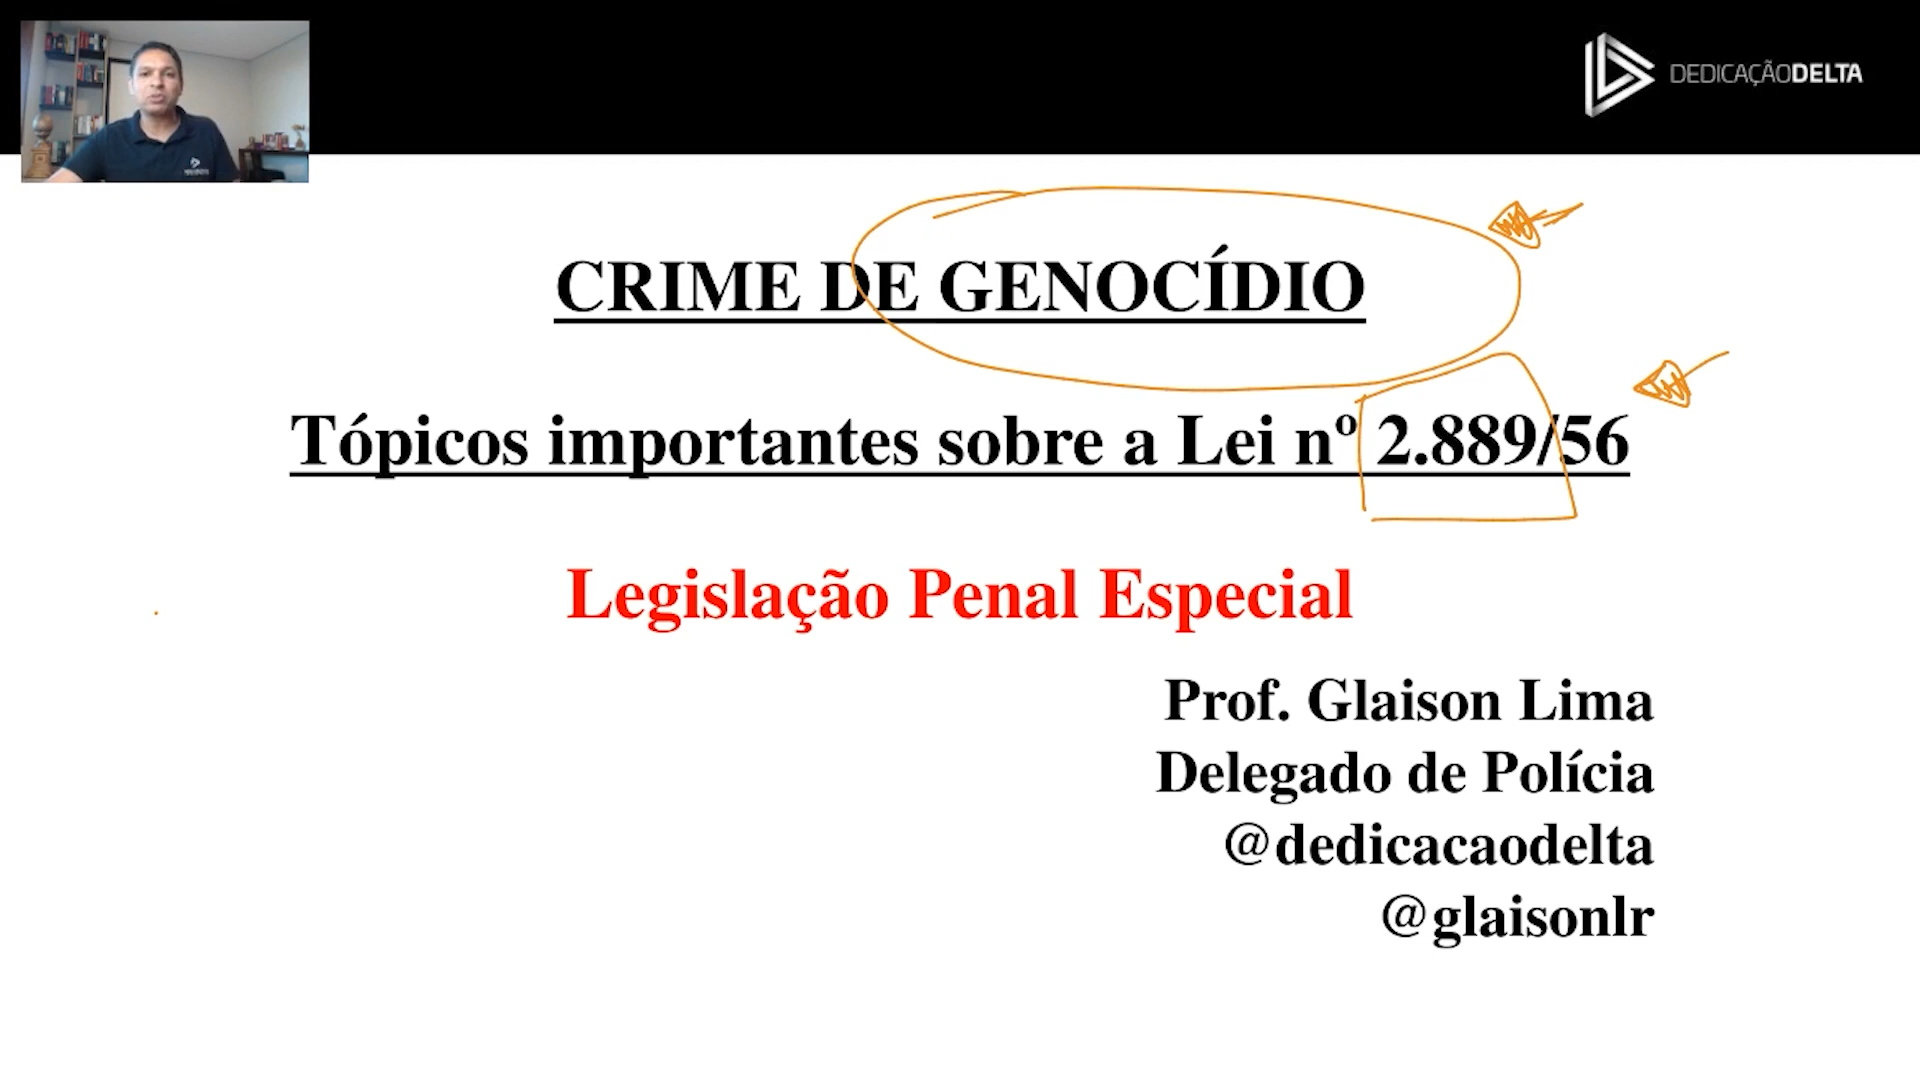 DEDICAÇÃODELTA
CRIME DE GENOCÍDIO
Tópicos importantes sobre a Lei nº 2.889/56
Legislação Penal Especial
Prof. Glaison Lima
Delegado de Polícia
@dedicacaodelta
@glaisonlr